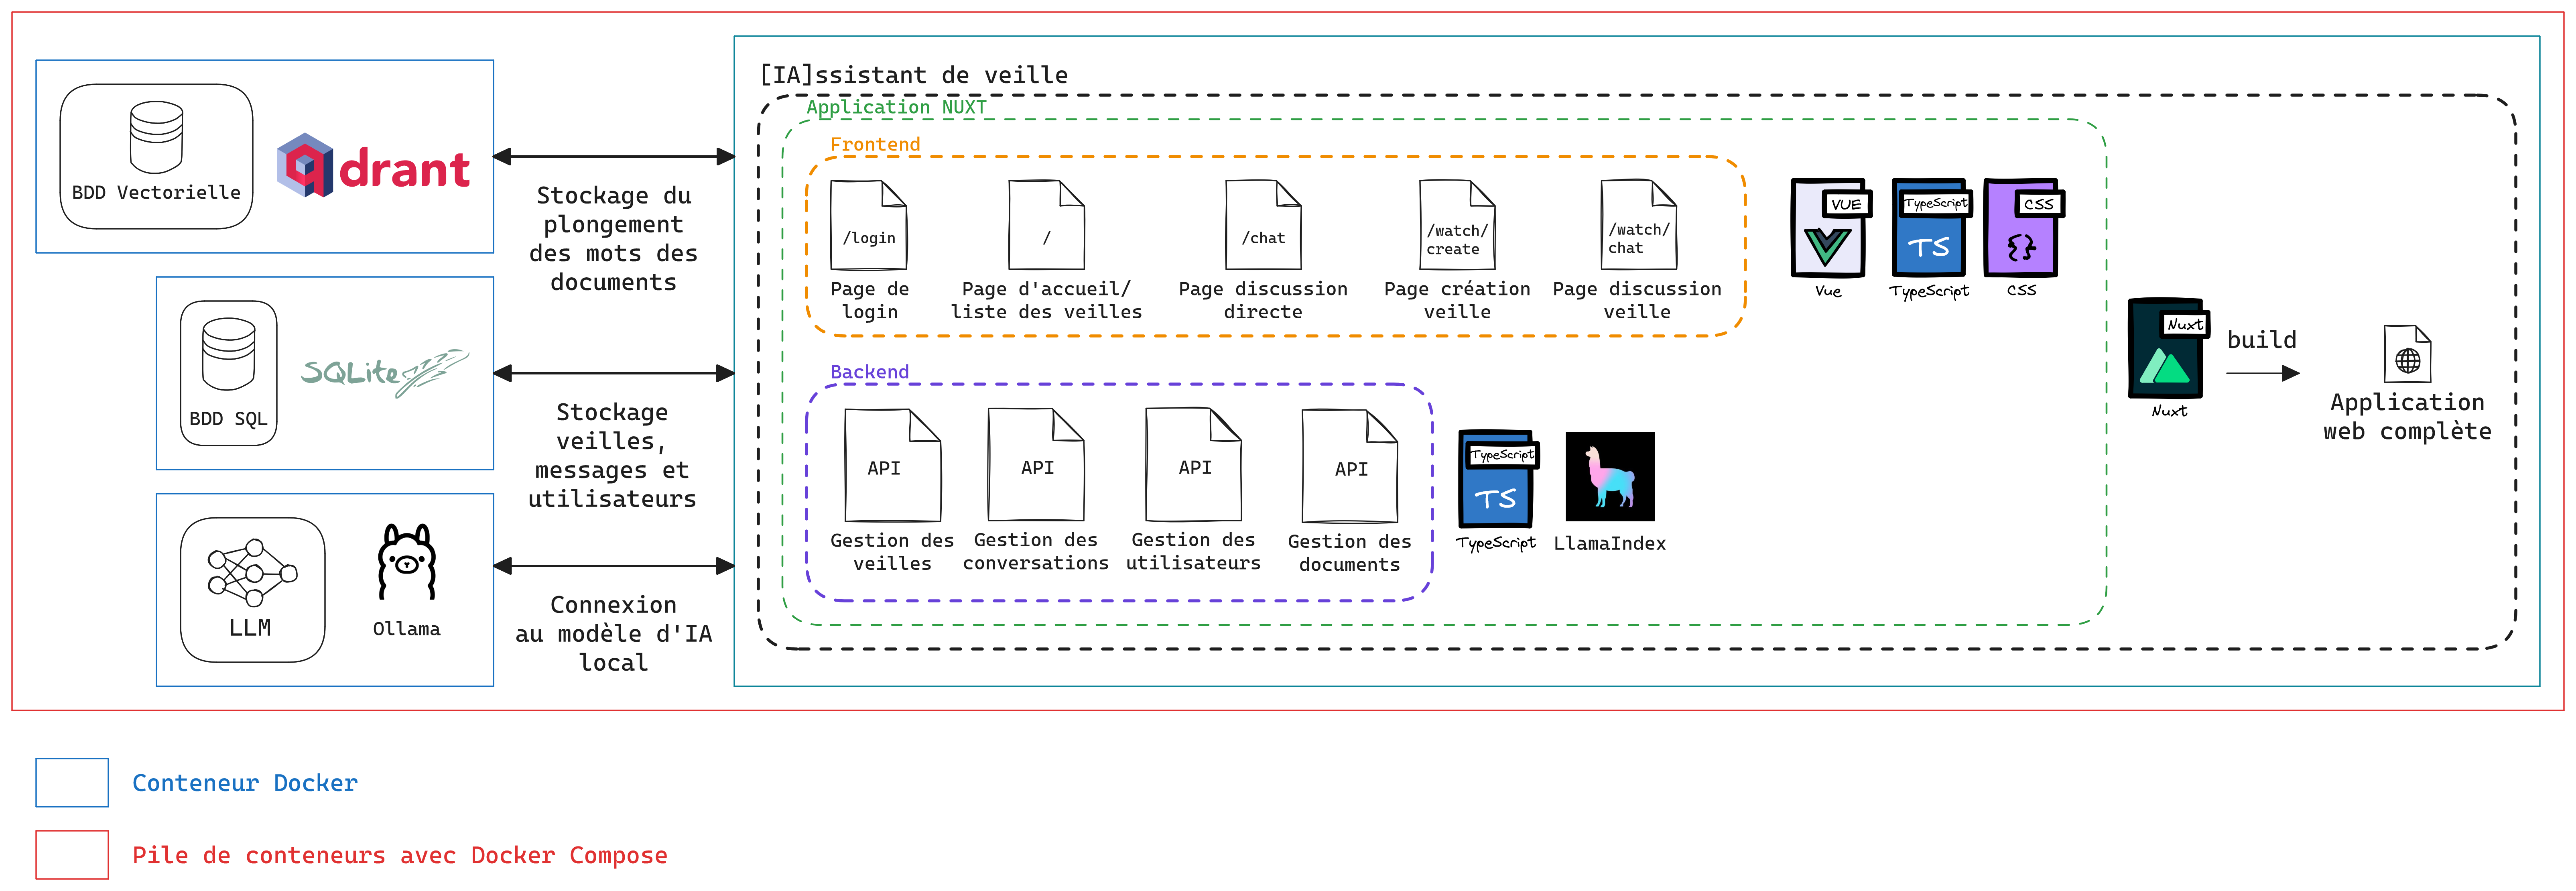 [IA]ssistant de veille
Application NUXT
Frontend
BDD Vectorielle
qdrant
Stockage du
plongement
des mots des
documents
/login
/
/chat
/watch/
create
/watch/
chat
Page de
login
Page d'accueil/
liste des veilles
Page discussion
directe
Page création
veille
Page discussion
veille
VUE
Vue
TypeScript
TS
TypeScript
CSS
{}
CSS
BDD SQL
SQLite
Stockage
veilles,
messages et
utilisateurs
Backend
API
API
API
API
Gestion des
veilles
Gestion des
conversations
Gestion des
utilisateurs
Gestion des
documents
TypeScript
TS
TypeScript
LlamaIndex
Nuxt
Nuxt
build
Application
web complète
LLM
Ollama
Connexion
au modèle d'IA
local
Conteneur Docker
Pile de conteneurs avec Docker Compose